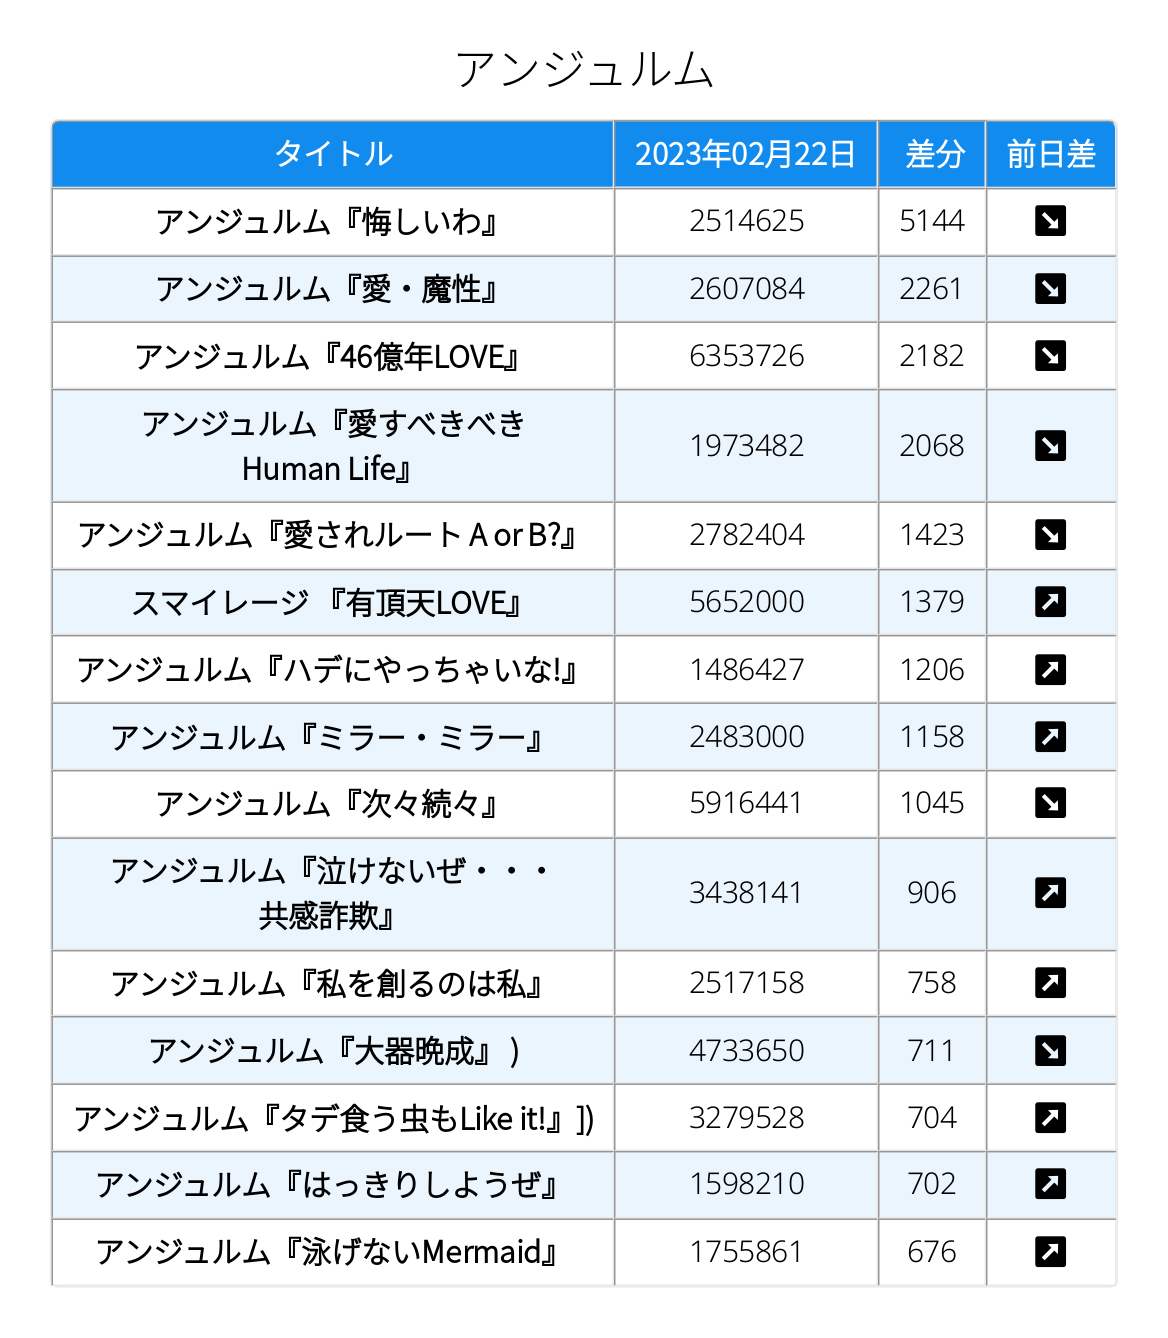 アンジュルム
タイトル 2023年02月22日 差分 前日差
アンジュルム『悔しいわ』 2514625 5144 ↘
アンジュルム『愛・魔性』 2607084 2261 ↘
アンジュルム『46億年LOVE』 6353726 2182 ↘
アンジュルム『愛すべきべき
Human Life』 1973482 2068 ↘
アンジュルム『愛されルート A or B?』 2782404 1423 ↘
スマイレージ 『有頂天LOVE』 5652000 1379 ↗
アンジュルム『ハデにやっちゃいな!』 1486427 1206 ↗
アンジュルム『ミラー・ミラー』 2483000 1158 ↗
アンジュルム『次々続々』 5916441 1045 ↘
アンジュルム『泣けないぜ・・・
共感詐欺』 3438141 906 ↗
アンジュルム『私を創るのは私』 2517158 758 ↗
アンジュルム『大器晩成』 ) 4733650 711 ↘
アンジュルム『タデ食う虫もLike it!』]) 3279528 704 ↗
アンジュルム『はっきりしようぜ』 1598210 702 ↗
アンジュルム『泳げないMermaid』 1755861 676 ↗